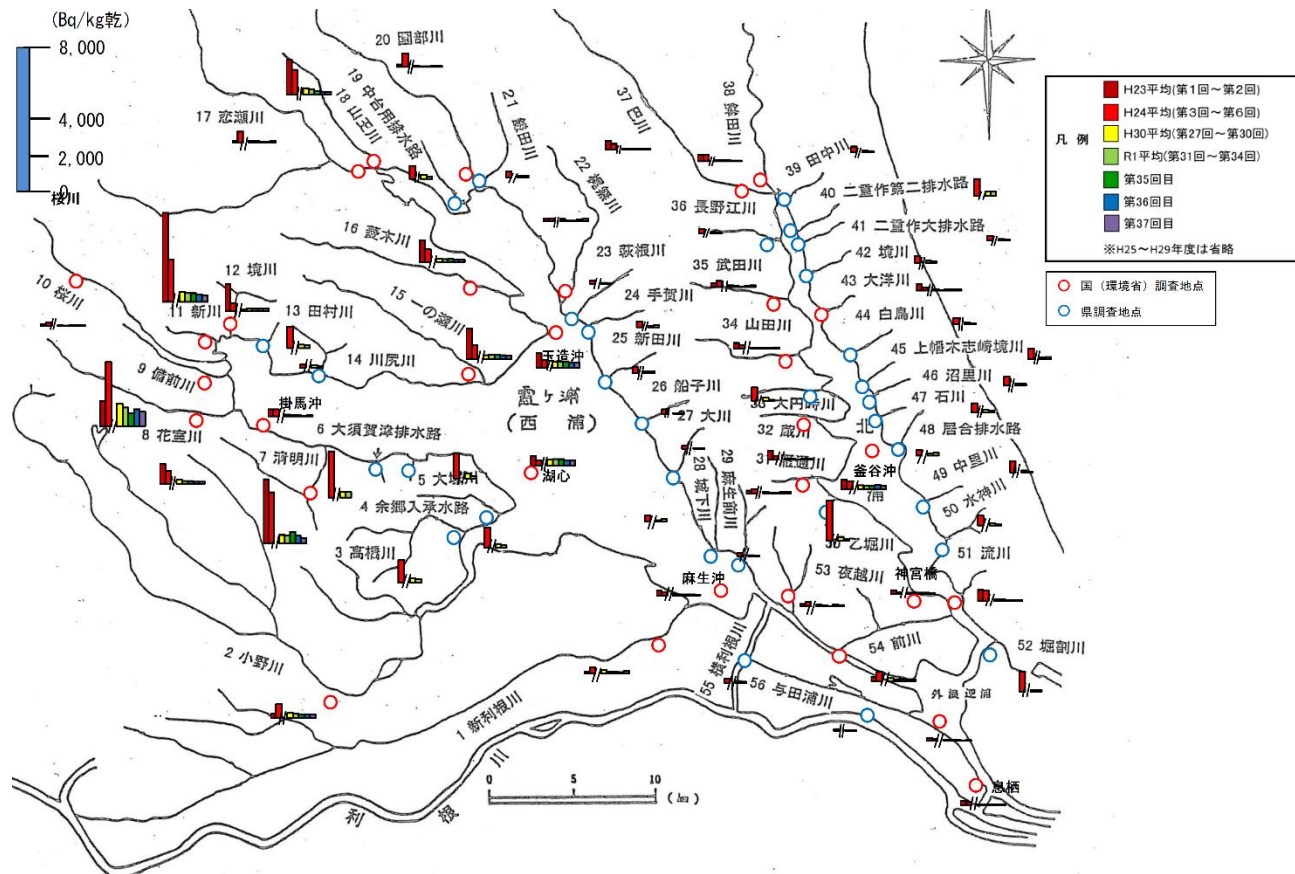 (Bq/kg乾)
8,000
4,000
2,000
0
桜川
凡例
H23平均(第1回~第2回)
H24平均(第3回~第6回)
H30平均(第27回~第30回)
R1平均(第31回~第34回)
第35回目
第36回目
第37回目
※H25~H29年度は省略
国(環境省)調査地点
県調査地点
20 園部川
19 中台用排水路
18 山王川
17 恋瀬川
21 鎌田川
22 梶無川
37 巴川
38 鉾田川
39 田中川
40 二重作第二排水路
36 長野江川
41 二重作大排水路
16 菱木川
23 萩根川
35 武田川
42 境川
10 桜川
12 境川
11 新川
13 田村川
15 一の瀬川
24 手賀川
43 大洋川
34 山田川
44 白鳥川
14 川尻川
玉造沖
25 新田川
45 上幡木志崎境川
9 備前川
霞ヶ浦
(西浦)
26 船子川
46 沼里川
47 石川
掛馬沖
27 大川
大円時川
32 蔵川
北
48 居合排水路
8 花室川
6 大須賀津排水路
7 清明川
湖心
28 城下川
29 麻生前川
釜谷沖
浦
49 中里川
4 余郷入承水路
50 水神川
3 高橋川
乙堀川
51 流川
麻生沖
53 夜越川
神宮橋
2 小野川
54 前川
52 堀割川
55 横利根川
56 与田浦川
外浪逆浦
1 新利根川
0 5 10
(㎞)
利根川
息栖